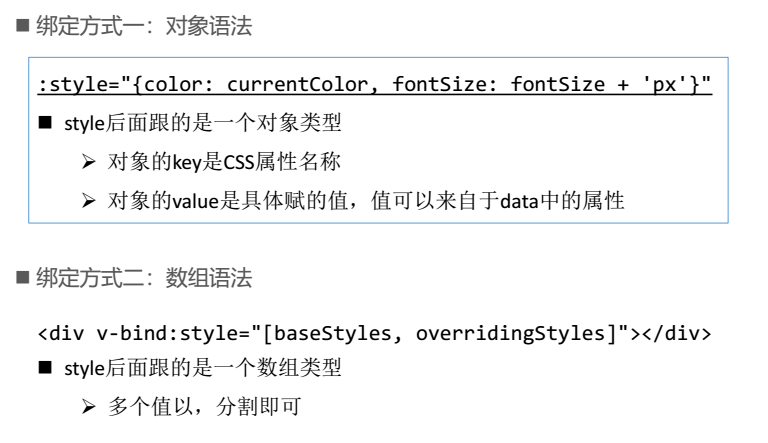 ■ 绑定方式一：对象语法
:style="{color: currentColor, fontSize: fontSize + 'px'}"
■ style后面跟的是一个对象类型
➢ 对象的key是CSS属性名称
➢ 对象的value是具体赋的值，值可以来自于data中的属性
■ 绑定方式二：数组语法
<div v-bind:style="[baseStyles, overridingStyles]"></div>
■ style后面跟的是一个数组类型
➢ 多个值以，分割即可